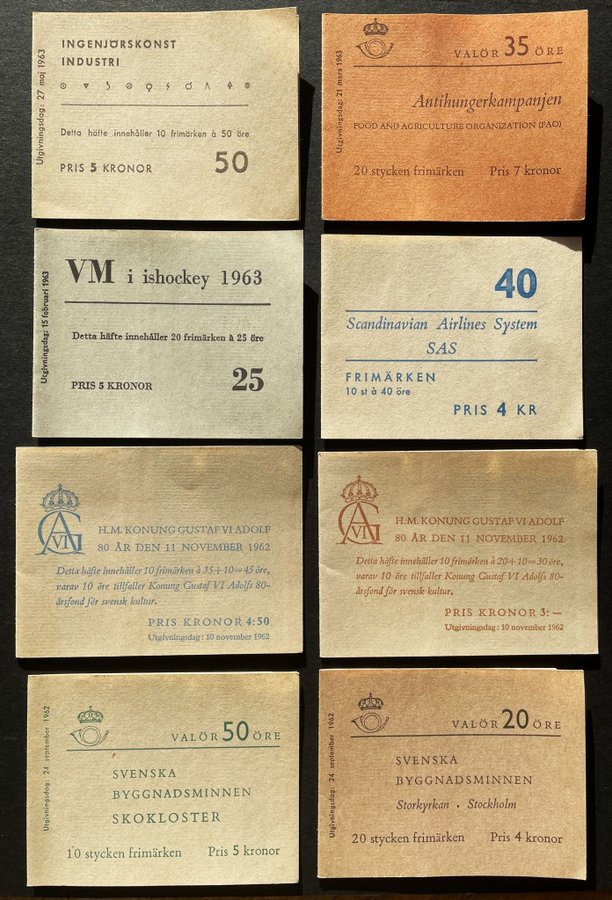 Utgivningsdag: 27 maj 1963
INGENJÖRSKONST
INDUSTRI
Detta häfte innehåller 10 frimärken à 50 öre
PRIS 5 KRONOR 50
Utgivningsdag: 21 mars 1963
VALÖR 35 ÖRE
Antihungerkampanjen
FOOD AND AGRICULTURE ORGANIZATION (FAO)
20 stycken frimärken Pris 7 kronor
Utgivningsdag: 15 februari 1963
VM i ishockey 1963
Detta häfte innehåller 20 frimärken à 25 öre
PRIS 5 KRONOR 25
40
Scandinavian Airlines System
SAS
FRIMÄRKEN
10 st à 40 öre
PRIS 4 KR
GVIA
H.M. KONUNG GUSTAF VI ADOLF
80 ÅR DEN 11 NOVEMBER 1962
Detta häfte innehåller 10 frimärken à 35+10=45 öre,
varav 10 öre tillfaller Konung Gustaf VI Adolfs 80-
årsfond för svensk kultur.
PRIS KRONOR 4:50
Utgivningsdag: 10 november 1962
GVIA
H.M. KONUNG GUSTAF VI ADOLF
80 ÅR DEN 11 NOVEMBER 1962
Detta häfte innehåller 10 frimärken à 20+10=30 öre,
varav 10 öre tillfaller Konung Gustaf VI Adolfs 80-
årsfond för svensk kultur.
PRIS KRONOR 3:—
Utgivningsdag: 10 november 1962
Utgivningsdag: 24 september 1962
VALÖR 50 ÖRE
SVENSKA
BYGGNADSMINNEN
SKOKLOSTER
10 stycken frimärken Pris 5 kronor
Utgivningsdag: 24 september 1962
VALÖR 20 ÖRE
SVENSKA
BYGGNADSMINNEN
Storkyrkan · Stockholm
20 stycken frimärken Pris 4 kronor